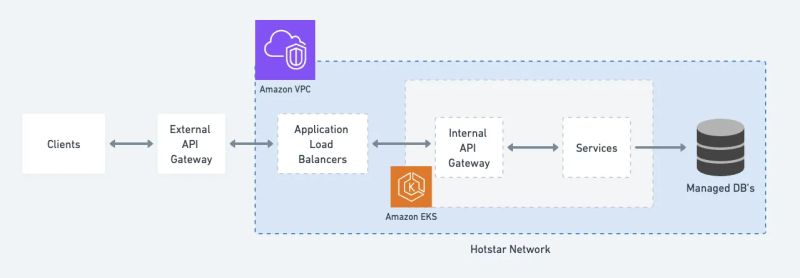 Amazon VPC
Clients
External
API
Gateway
Application
Load
Balancers
Internal
API
Gateway
Services
Managed DB's
Amazon EKS
Hotstar Network